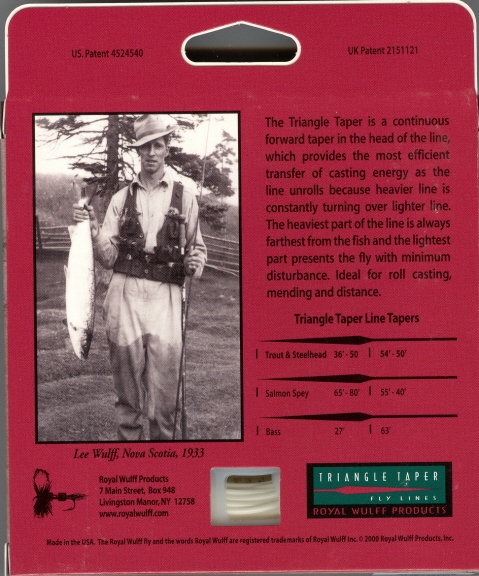 US. Patent 4524540
UK Patent 2151121
The Triangle Taper is a continuous
forward taper in the head of the line,
which provides the most efficient
transfer of casting energy as the
line unrolls because heavier line is
constantly turning over lighter line.
The heaviest part of the line is always
farthest from the fish and the lightest
part presents the fly with minimum
disturbance. Ideal for roll casting,
mending and distance.
Triangle Taper Line Tapers
Trout & Steelhead 36' - 50 54' - 50'
Salmon Spey 65' - 80' 55' - 40'
Bass 27' 63'
Lee Wulff, Nova Scotia, 1933
Royal Wulff Products
7 Main Street, Box 948
Livingston Manor, NY 12758
www.royalwulff.com
TRIANGLE TAPER
FLY LINES
ROYAL WULFF PRODUCTS
Made in the USA. The Royal Wulff fly and the words Royal Wulff are registered trademarks of Royal Wulff Inc. © 2000 Royal Wulff Products, Inc.